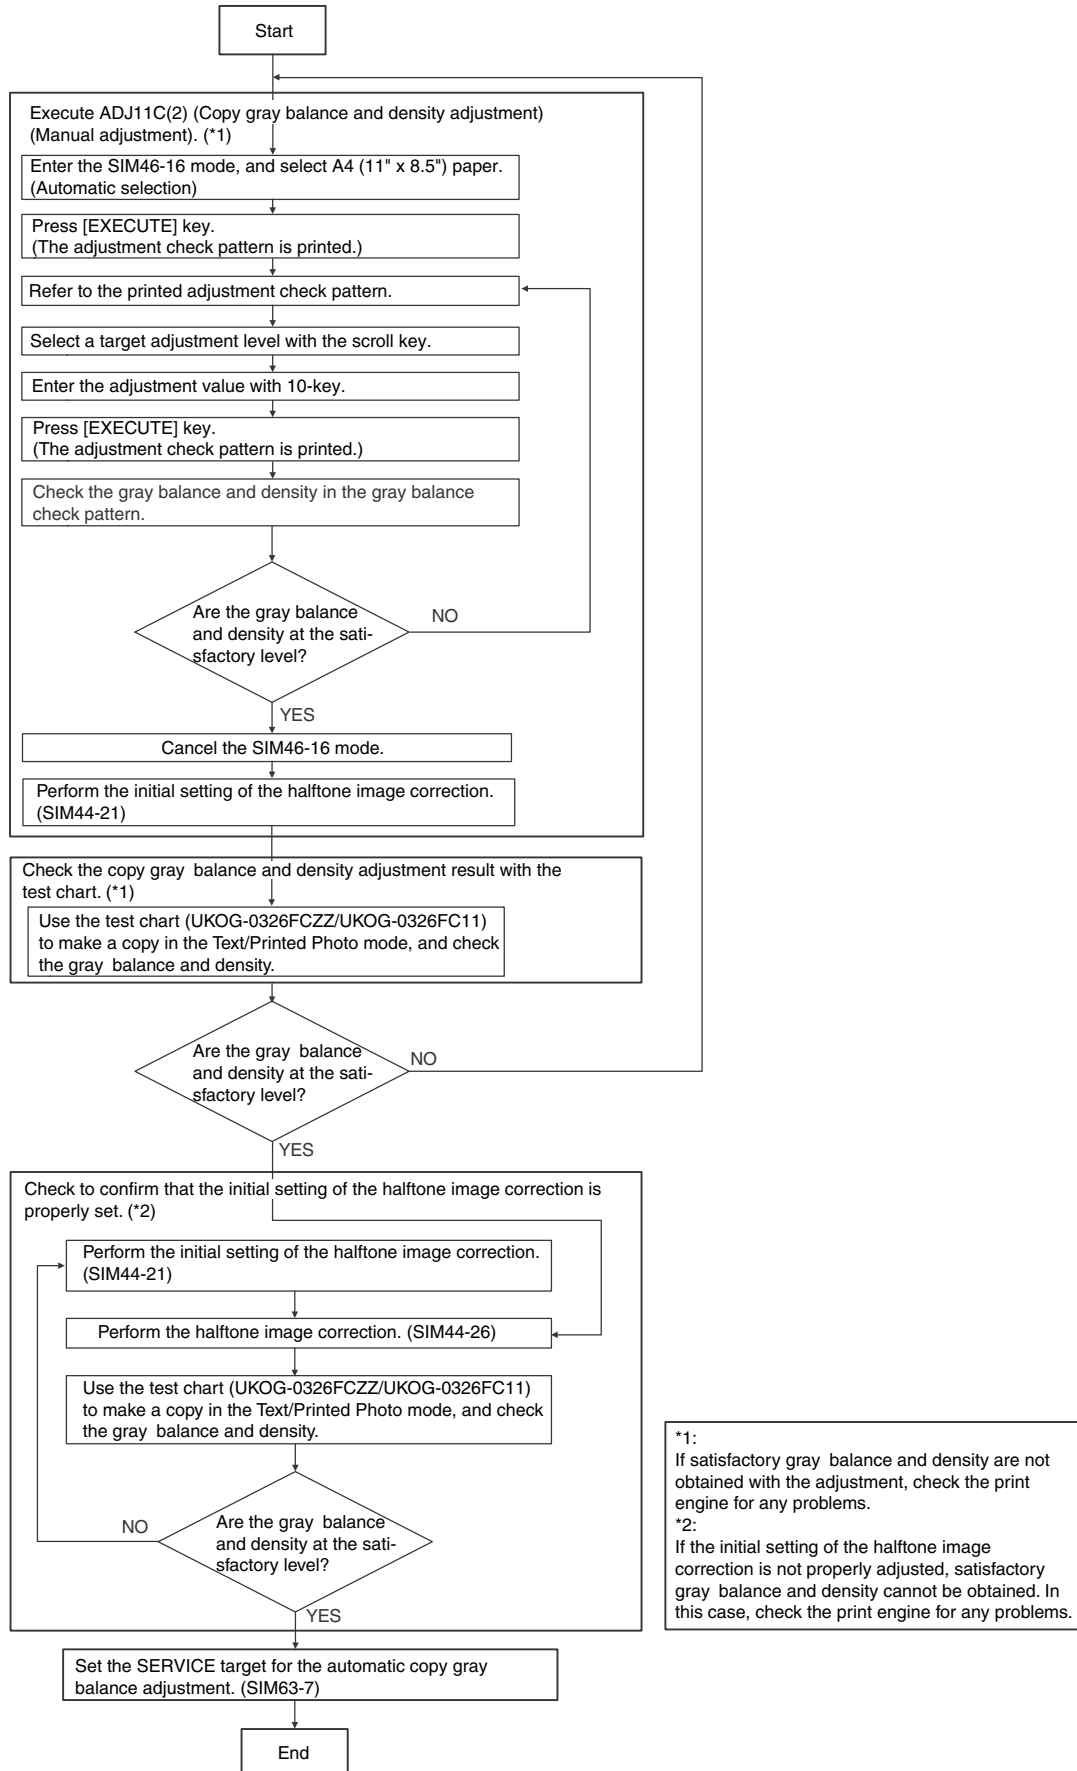 Start
Execute ADJ11C(2) (Copy gray balance and density adjustment)
(Manual adjustment). (*1)
Enter the SIM46-16 mode, and select A4 (11" x 8.5") paper.
(Automatic selection)
Press [EXECUTE] key.
(The adjustment check pattern is printed.)
Refer to the printed adjustment check pattern.
Select a target adjustment level with the scroll key.
Enter the adjustment value with 10-key.
Press [EXECUTE] key.
(The adjustment check pattern is printed.)
Check the gray balance and density in the gray balance
check pattern.
Are the gray balance
and density at the sati-
sfactory level?
NO
YES
Cancel the SIM46-16 mode.
Perform the initial setting of the halftone image correction.
(SIM44-21)
Check the copy gray balance and density adjustment result with the
test chart. (*1)
Use the test chart (UKOG-0326FCZZ/UKOG-0326FC11)
to make a copy in the Text/Printed Photo mode, and check
the gray balance and density.
Are the gray balance
and density at the sati-
sfactory level?
NO
YES
Check to confirm that the initial setting of the halftone image correction is
properly set. (*2)
Perform the initial setting of the halftone image correction.
(SIM44-21)
Perform the halftone image correction. (SIM44-26)
Use the test chart (UKOG-0326FCZZ/UKOG-0326FC11)
to make a copy in the Text/Printed Photo mode, and check
the gray balance and density.
Are the gray balance
and density at the sati-
sfactory level?
NO
YES
Set the SERVICE target for the automatic copy gray
balance adjustment. (SIM63-7)
End
*1:
If satisfactory gray balance and density are not
obtained with the adjustment, check the print
engine for any problems.
*2:
If the initial setting of the halftone image
correction is not properly adjusted, satisfactory
gray balance and density cannot be obtained. In
this case, check the print engine for any problems.